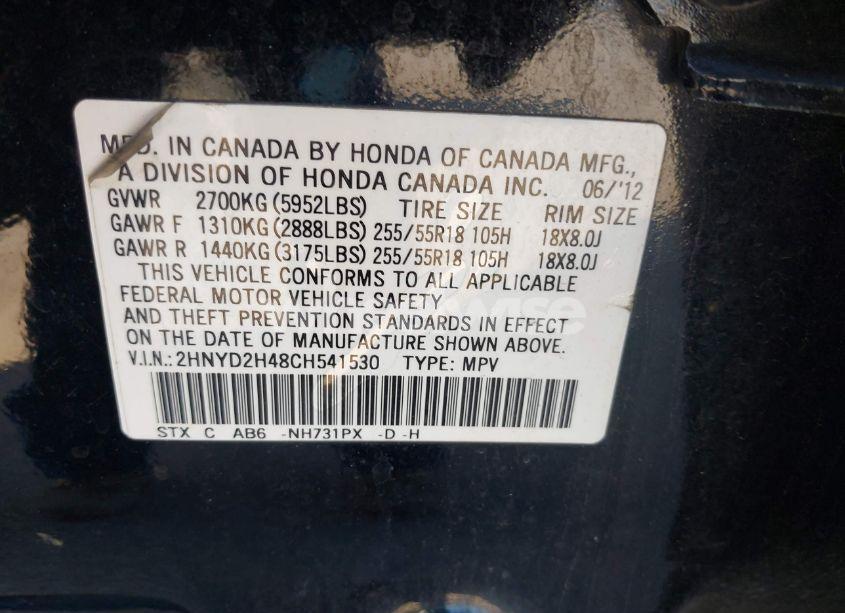 MFD. IN CANADA BY HONDA OF CANADA MFG.,
A DIVISION OF HONDA CANADA INC. 06/'12
GVWR 2700KG (5952LBS) TIRE SIZE RIM SIZE
GAWR F 1310KG (2888LBS) 255/55R18 105H 18X8.0J
GAWR R 1440KG (3175LBS) 255/55R18 105H 18X8.0J
THIS VEHICLE CONFORMS TO ALL APPLICABLE
FEDERAL MOTOR VEHICLE SAFETY
AND THEFT PREVENTION STANDARDS IN EFFECT
ON THE DATE OF MANUFACTURE SHOWN ABOVE.
V.I.N.:2HNYD2H48CH541530 TYPE: MPV
STX C AB6 -NH731PX -D -H